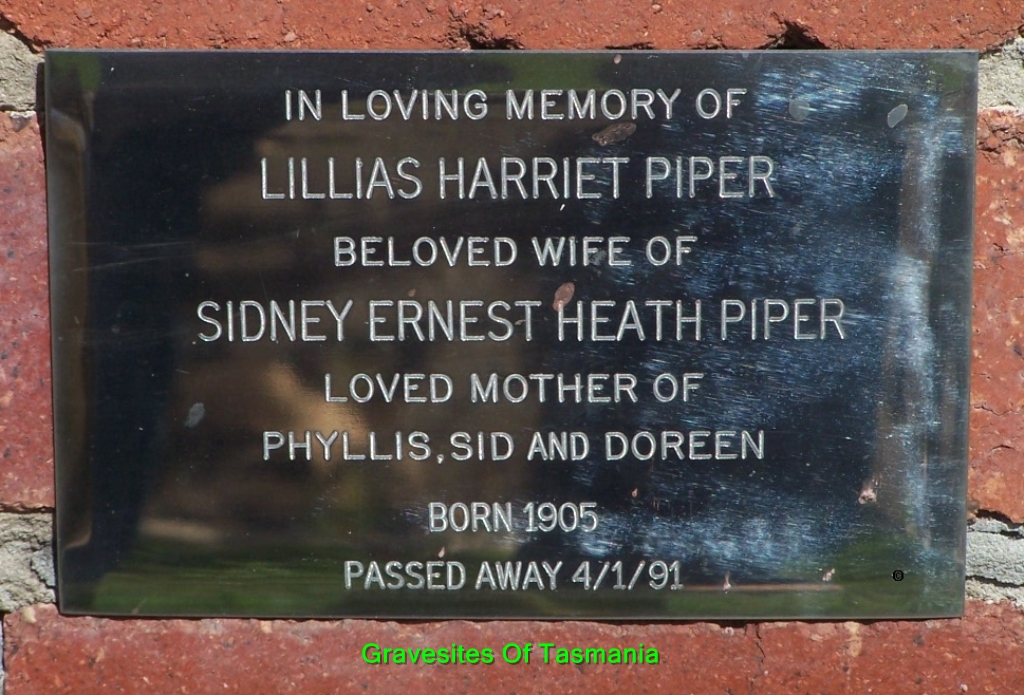 IN LOVING MEMORY OF
LILLIAS HARRIET PIPER
BELOVED WIFE OF
SIDNEY ERNEST HEATH PIPER
LOVED MOTHER OF
PHYLLIS, SID AND DOREEN
BORN 1905
PASSED AWAY 4/1/91
©
Gravesites Of Tasmania